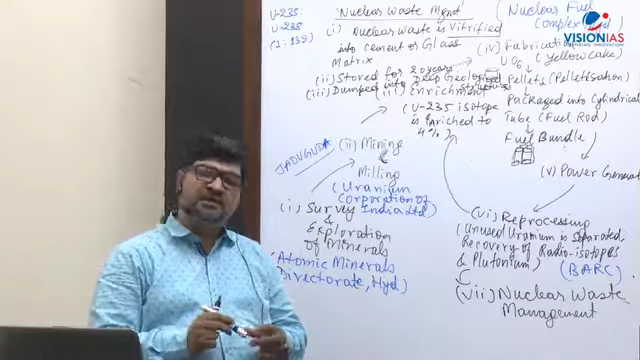 U-235:
U-238
(1:139)
'Nuclear Waste Mgmt'
(i) Nuclear Waste is Vitrified
into cement or Glass
Matrix
(ii) Stored for 20 years
(iii) Dumped into Deep Geological
Structures
(Nuclear Fuel
Complex, Hyd)
VISIONIAS
INSPIRING INNOVATION
(iv) Fabrication
UO2 (Yellow Cake)
Pellets (Pelletisation)
Packaged into Cylindrical
Tube (Fuel Rod)
Fuel Bundle
(iii) Enrichment
(U-235 isotope
is Enriched to
4%)
JADUGUDA
(ii) Mining
&
Milling
(Uranium
Corporation of
India Ltd)
(i) Survey
&
Exploration
of Minerals
(Atomic Minerals
Directorate, Hyd)
(v) Power Generat
(vi) Reprocessing
(Unused Uranium is Separated,
Recovery of Radio-isotopes
& Plutonium)
(BARC)
(vii) Nuclear Waste
Management